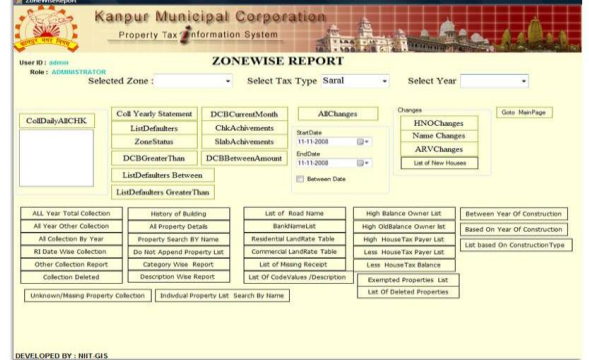 ZoneWiseReport
Kanpur Municipal Corporation
Property Tax Information System
कानपुर नगर निगम
User ID : admin
Role : ADMINISTRATOR
ZONEWISE REPORT
Selected Zone :
Select Tax Type Saral
Select Year
CollDailyAllCHK
Coll Yearly Statement
DCBCurrentMonth
AllChanges
Changes
Goto MainPage
ListDefaulters
ChkAchivements
HNOChanges
ZoneStatus
SlabAchivements
StartDate
11-11-2008
Name Changes
DCBGreaterThan
DCBBetweenAmount
EndDate
11-11-2008
ARVChanges
List of New Houses
ListDefaulters Between
Between Date
ListDefaulters GreaterThan
ALL Year Total Collection
History of Building
List of Road Name
High Balance Owner List
Between Year Of Construction
All Year Other Collection
All Property Details
BankNameList
High OldBalance Owner list
Based On Year Of Construction
All Collection By Year
Property Search BY Name
Residential LandRate Table
High HouseTax Payer List
List based On ConstructionType
RI Date Wise Collection
Do Not Append Property List
Commercial LandRate Table
Less HouseTax Payer List
Other Collection Report
Category Wise Report
List of Missing Receipt
Less HouseTax Balance
Collection Deleted
Description Wise Report
List Of CodeValues /Description
Exempted Properties List
Unknown/Missing Property Collection
Indivdual Property List Search By Name
List Of Deleted Properties
DEVELOPED BY : NIIT-GIS